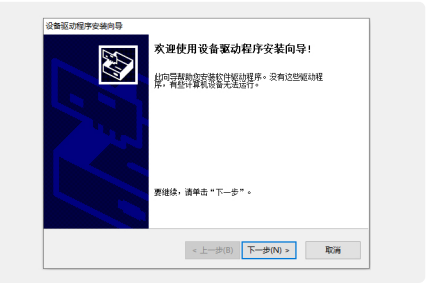 设备驱动程序安装向导
欢迎使用设备驱动程序安装向导!
此向导帮助您安装软件驱动程序。没有这些驱动程
序，有些计算机设备无法运行。
要继续，请单击“下一步”。
< 上一步(B)
下一步(N) >
取消